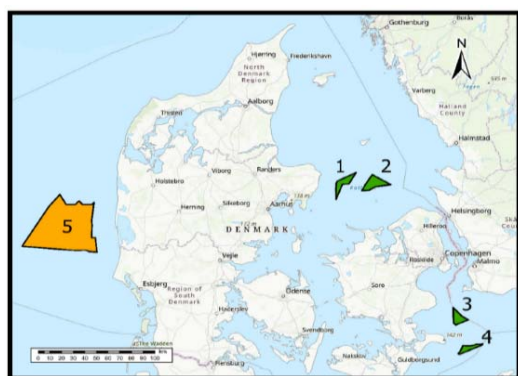 Gothenburg
Borås
N
Hjørring
Frederikshavn
North
Denmark
Region
Aalborg
Thisted
Varberg
Halland
County
Halmstad
1
2
Viborg
Randers
Holstebro
Silkeborg
Aarhus
Herning
Helsingborg
Hillerød
DENMARK
5
Vejle
Copenhagen
Roskilde
Malmö
Esbjerg
Region of
South
Denmark
Odense
Sorø
Haderslev
3
Svendborg
4
Nakskov
Guldborgsund
Flensburg
0 10 20 30 40 50 60 70 80 90 100
km